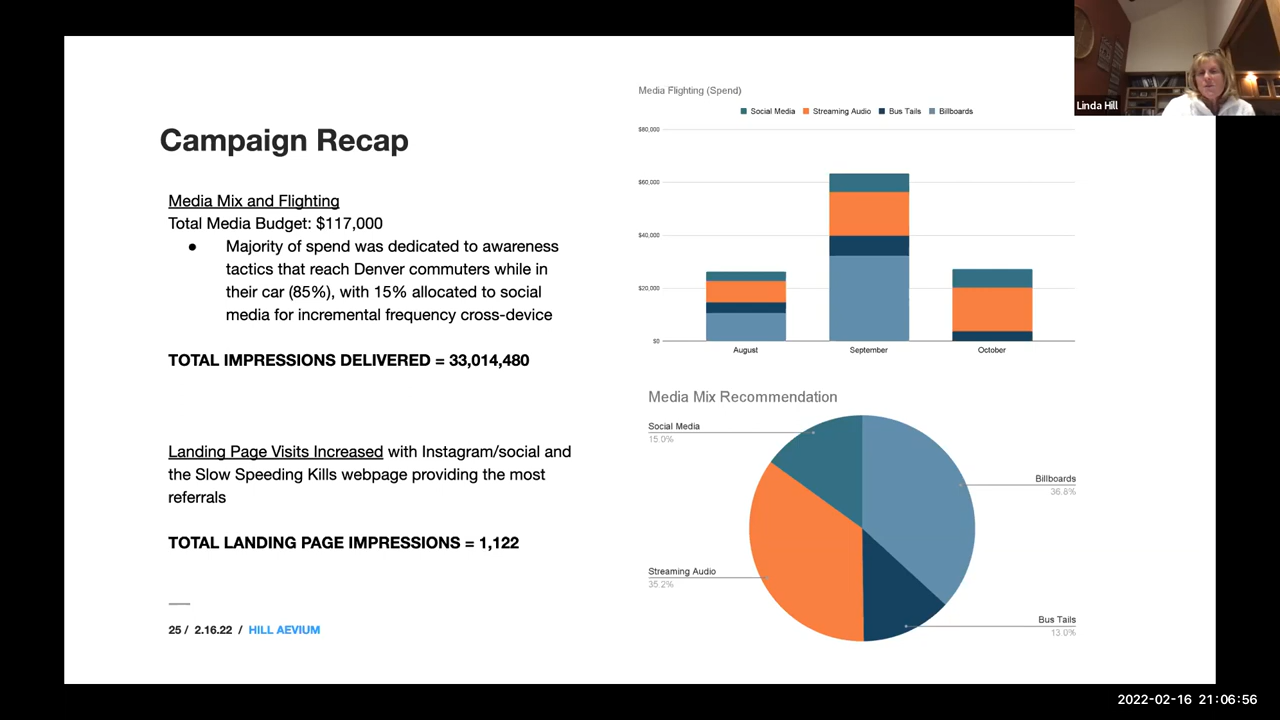 Linda Hill
Campaign Recap
Media Mix and Flighting
Total Media Budget: $117,000
● Majority of spend was dedicated to awareness
tactics that reach Denver commuters while in
their car (85%), with 15% allocated to social
media for incremental frequency cross-device
TOTAL IMPRESSIONS DELIVERED = 33,014,480
Landing Page Visits Increased with Instagram/social and
the Slow Speeding Kills webpage providing the most
referrals
TOTAL LANDING PAGE IMPRESSIONS = 1,122
25 / 2.16.22 / HILL AEVIUM
Media Flighting (Spend)
Social Media Streaming Audio Bus Tails Billboards
$80,000
$60,000
$40,000
$20,000
$0
August September October
Media Mix Recommendation
Social Media
15.0%
Billboards
36.8%
Streaming Audio
35.2%
Bus Tails
13.0%
2022-02-16 21:06:56